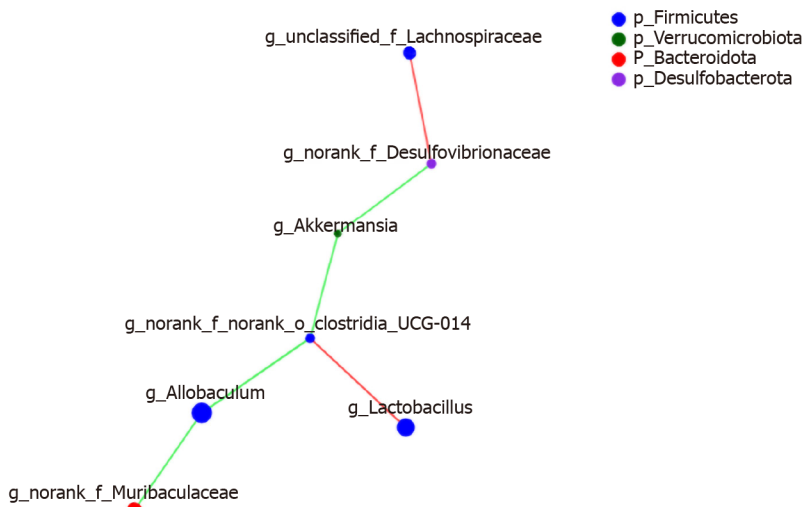 p_Firmicutes
g_unclassified_f_Lachnospiraceae
p_Verrucomicrobiota
P_Bacteroidota
p_Desulfobacterota
g_norank_f_Desulfovibrionaceae
g_Akkermansia
g_norank_f_norank_o_clostridia_UCG-014
g_Allobaculum
g_Lactobacillus
g_norank_f_Muribaculaceae